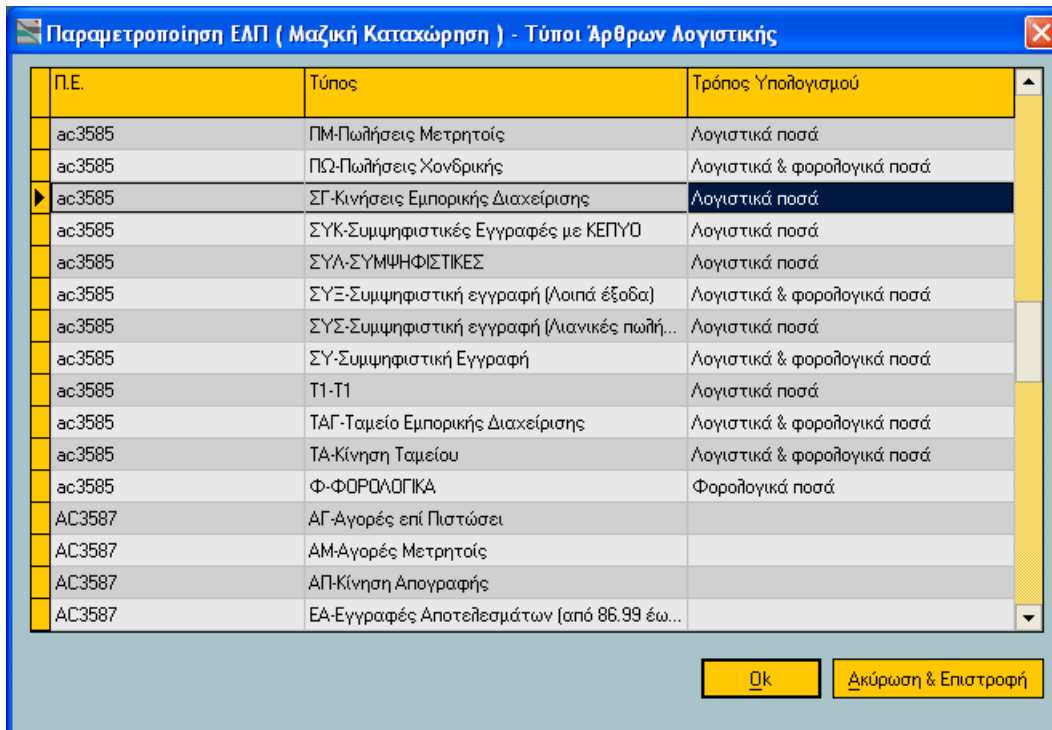 Παραμετροποίηση ΕΛΠ ( Μαζική Καταχώρηση ) - Τύποι Άρθρων Λογιστικής
Π.Ε. Τύπος Τρόπος Υπολογισμού
ac3585 ΠΜ-Πωλήσεις Μετρητοίς Λογιστικά ποσά
ac3585 ΠΩ-Πωλήσεις Χονδρικής Λογιστικά & φορολογικά ποσά
ac3585 ΣΓ-Κινήσεις Εμπορικής Διαχείρισης Λογιστικά ποσά
ac3585 ΣΥΚ-Συμψηφιστικές Εγγραφές με ΚΕΠΥΟ Λογιστικά ποσά
ac3585 ΣΥΛ-ΣΥΜΨΗΦΙΣΤΙΚΕΣ Λογιστικά ποσά
ac3585 ΣΥΞ-Συμψηφιστική εγγραφή (Λοιπά έξοδα) Λογιστικά & φορολογικά ποσά
ac3585 ΣΥΣ-Συμψηφιστική εγγραφή (Λιανικές πωλή... Λογιστικά ποσά
ac3585 ΣΥ-Συμψηφιστική Εγγραφή Λογιστικά & φορολογικά ποσά
ac3585 Τ1-Τ1 Λογιστικά ποσά
ac3585 ΤΑΓ-Ταμείο Εμπορικής Διαχείρισης Λογιστικά & φορολογικά ποσά
ac3585 ΤΑ-Κίνηση Ταμείου Λογιστικά & φορολογικά ποσά
ac3585 Φ-ΦΟΡΟΛΟΓΙΚΑ Φορολογικά ποσά
AC3587 ΑΓ-Αγορές επί Πιστώσει
AC3587 ΑΜ-Αγορές Μετρητοίς
AC3587 ΑΠ-Κίνηση Απογραφής
AC3587 ΕΑ-Εγγραφές Αποτελεσμάτων (από 86.99 έω...
Ok Ακύρωση & Επιστροφή